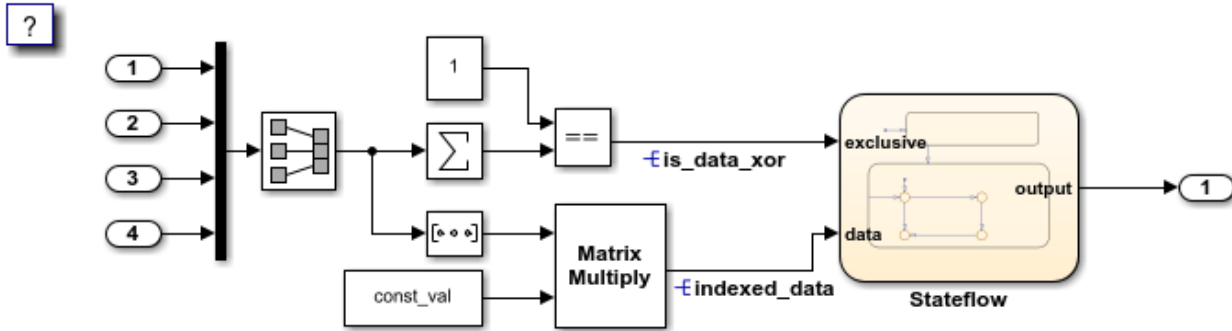 ?
1
2
3
4
1
==
is_data_xor
const_val
Matrix
Multiply
indexed_data
exclusive
data
output
Stateflow
1